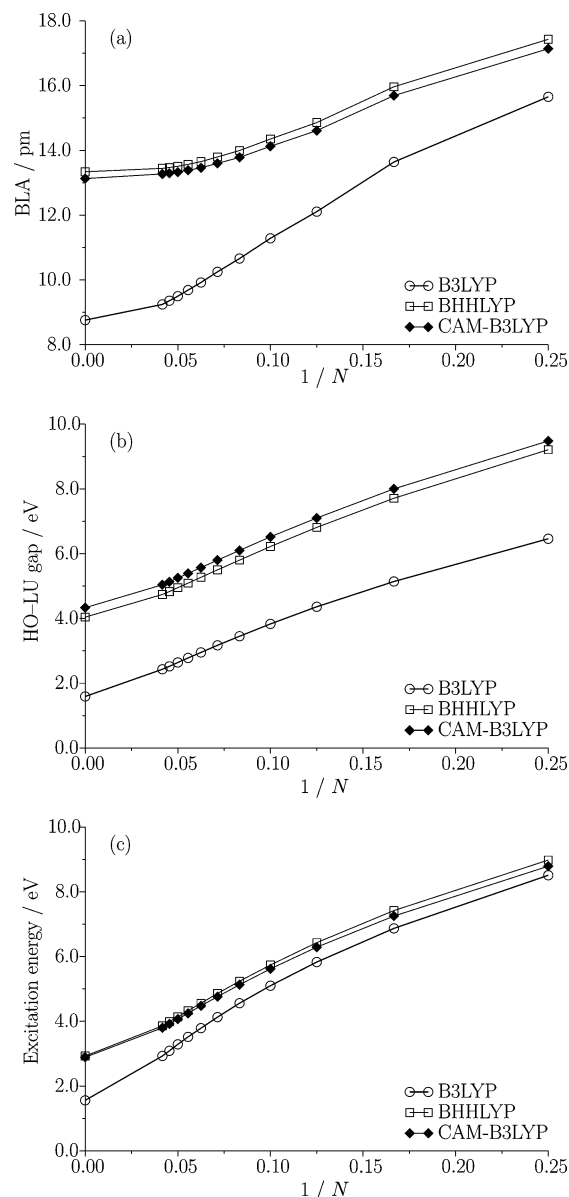 (a)
18.0
16.0
14.0
12.0
10.0
8.0
BLA / pm
B3LYP
BHHLYP
CAM-B3LYP
0.00 0.05 0.10 0.15 0.20 0.25
1 / N
(b)
10.0
8.0
6.0
4.0
2.0
0.0
HO–LU gap / eV
B3LYP
BHHLYP
CAM-B3LYP
0.00 0.05 0.10 0.15 0.20 0.25
1 / N
(c)
10.0
8.0
6.0
4.0
2.0
0.0
Excitation energy / eV
B3LYP
BHHLYP
CAM-B3LYP
0.00 0.05 0.10 0.15 0.20 0.25
1 / N